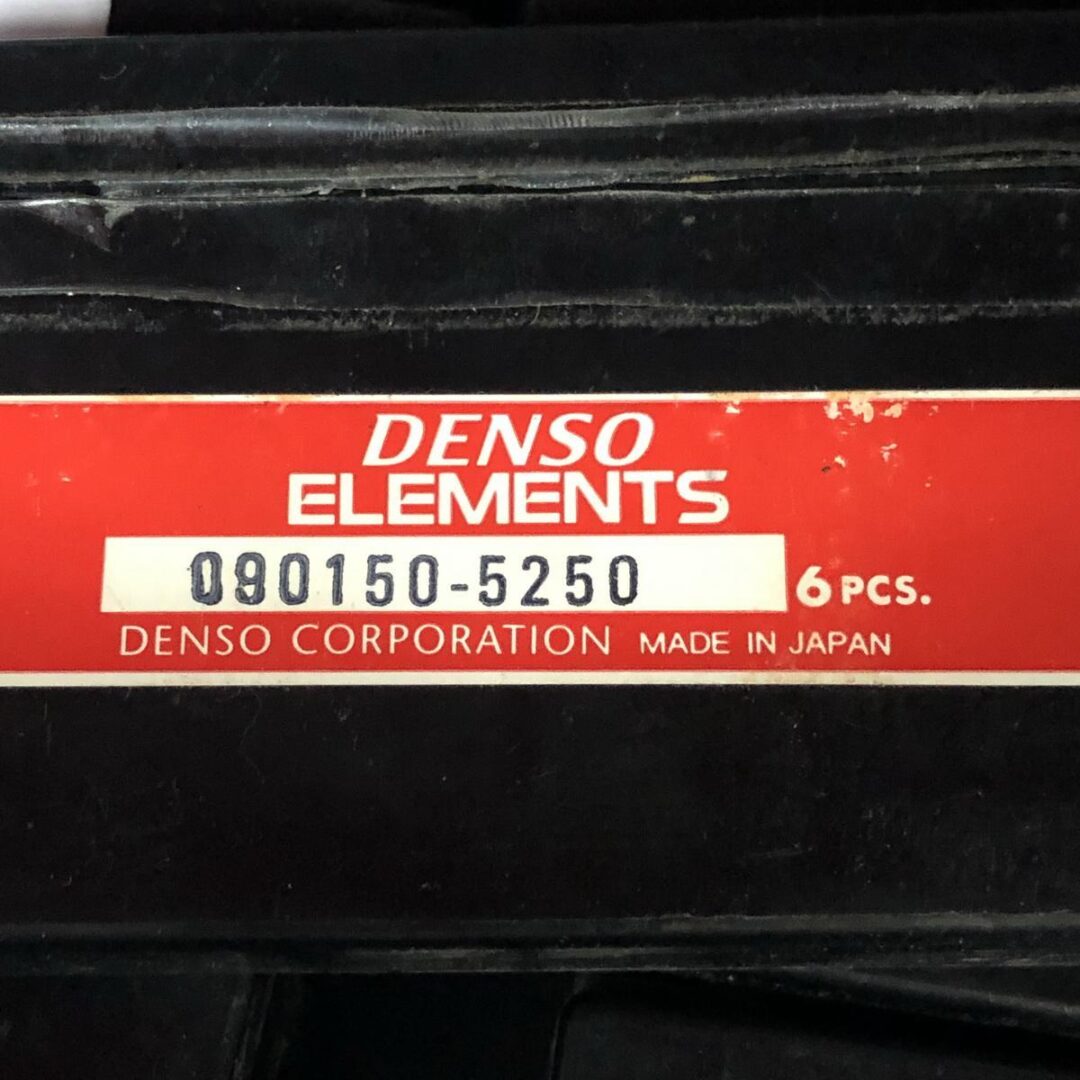 DENSO
ELEMENTS
090150-5250 6 PCS.
DENSO CORPORATION MADE IN JAPAN